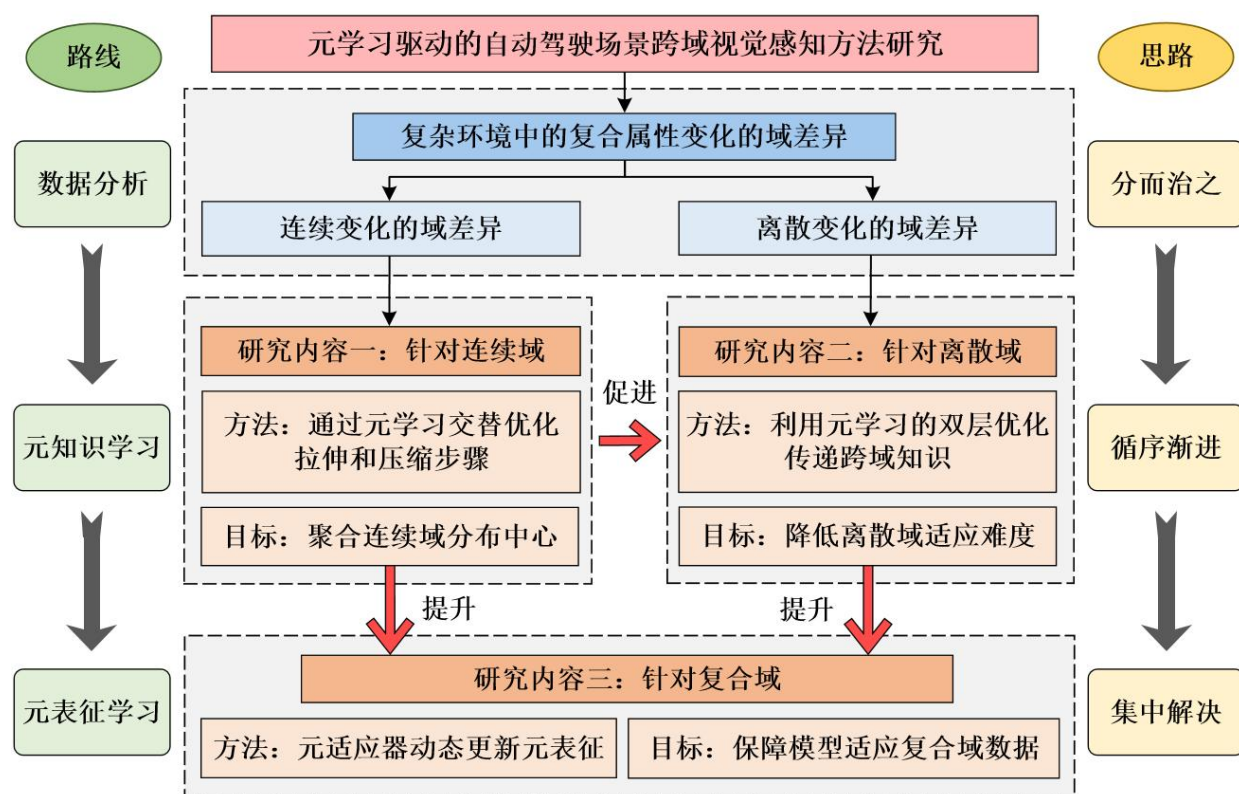 路线
元学习驱动的自动驾驶场景跨域视觉感知方法研究
思路
复杂环境中的复合属性变化的域差异
数据分析
连续变化的域差异
离散变化的域差异
分而治之
研究内容一：针对连续域
研究内容二：针对离散域
促进
方法：通过元学习交替优化
拉伸和压缩步骤
方法：利用元学习的双层优化
传递跨域知识
元知识学习
循序渐进
目标：聚合连续域分布中心
目标：降低离散域适应难度
提升
提升
研究内容三：针对复合域
元表征学习
方法：元适应器动态更新元表征
目标：保障模型适应复合域数据
集中解决